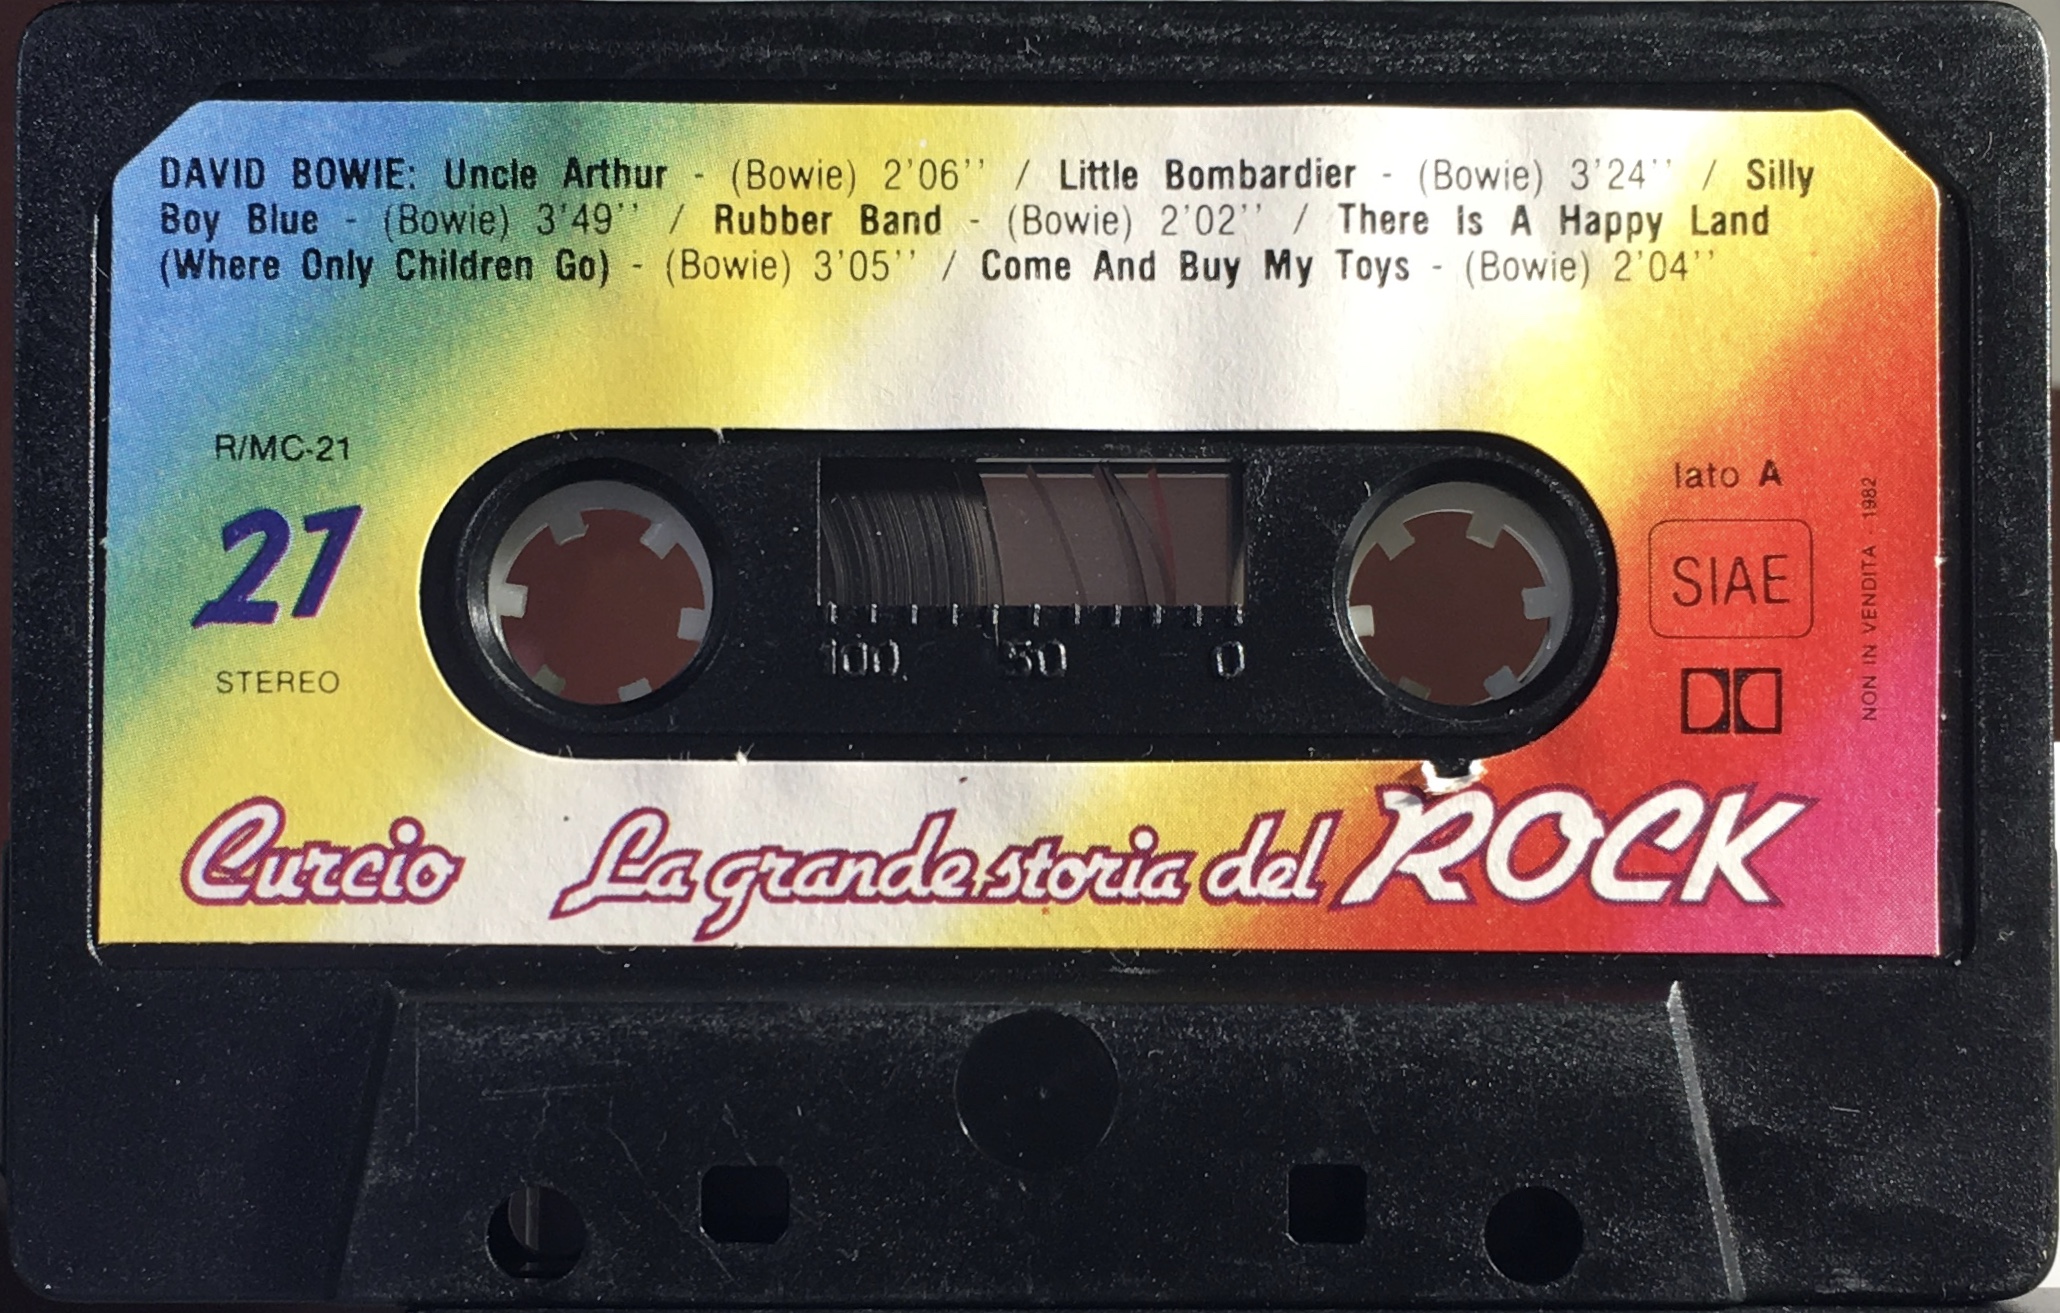 DAVID BOWIE: Uncle Arthur - (Bowie) 2'06'' / Little Bombardier - (Bowie) 3'24'' / Silly
Boy Blue - (Bowie) 3'49'' / Rubber Band - (Bowie) 2'02'' / There Is A Happy Land
(Where Only Children Go) - (Bowie) 3'05'' / Come And Buy My Toys - (Bowie) 2'04''
R/MC-21
21
STEREO
100 50 0
lato A
SIAE
NON IN VENDITA 1982
Curcio La grande storia del ROCK